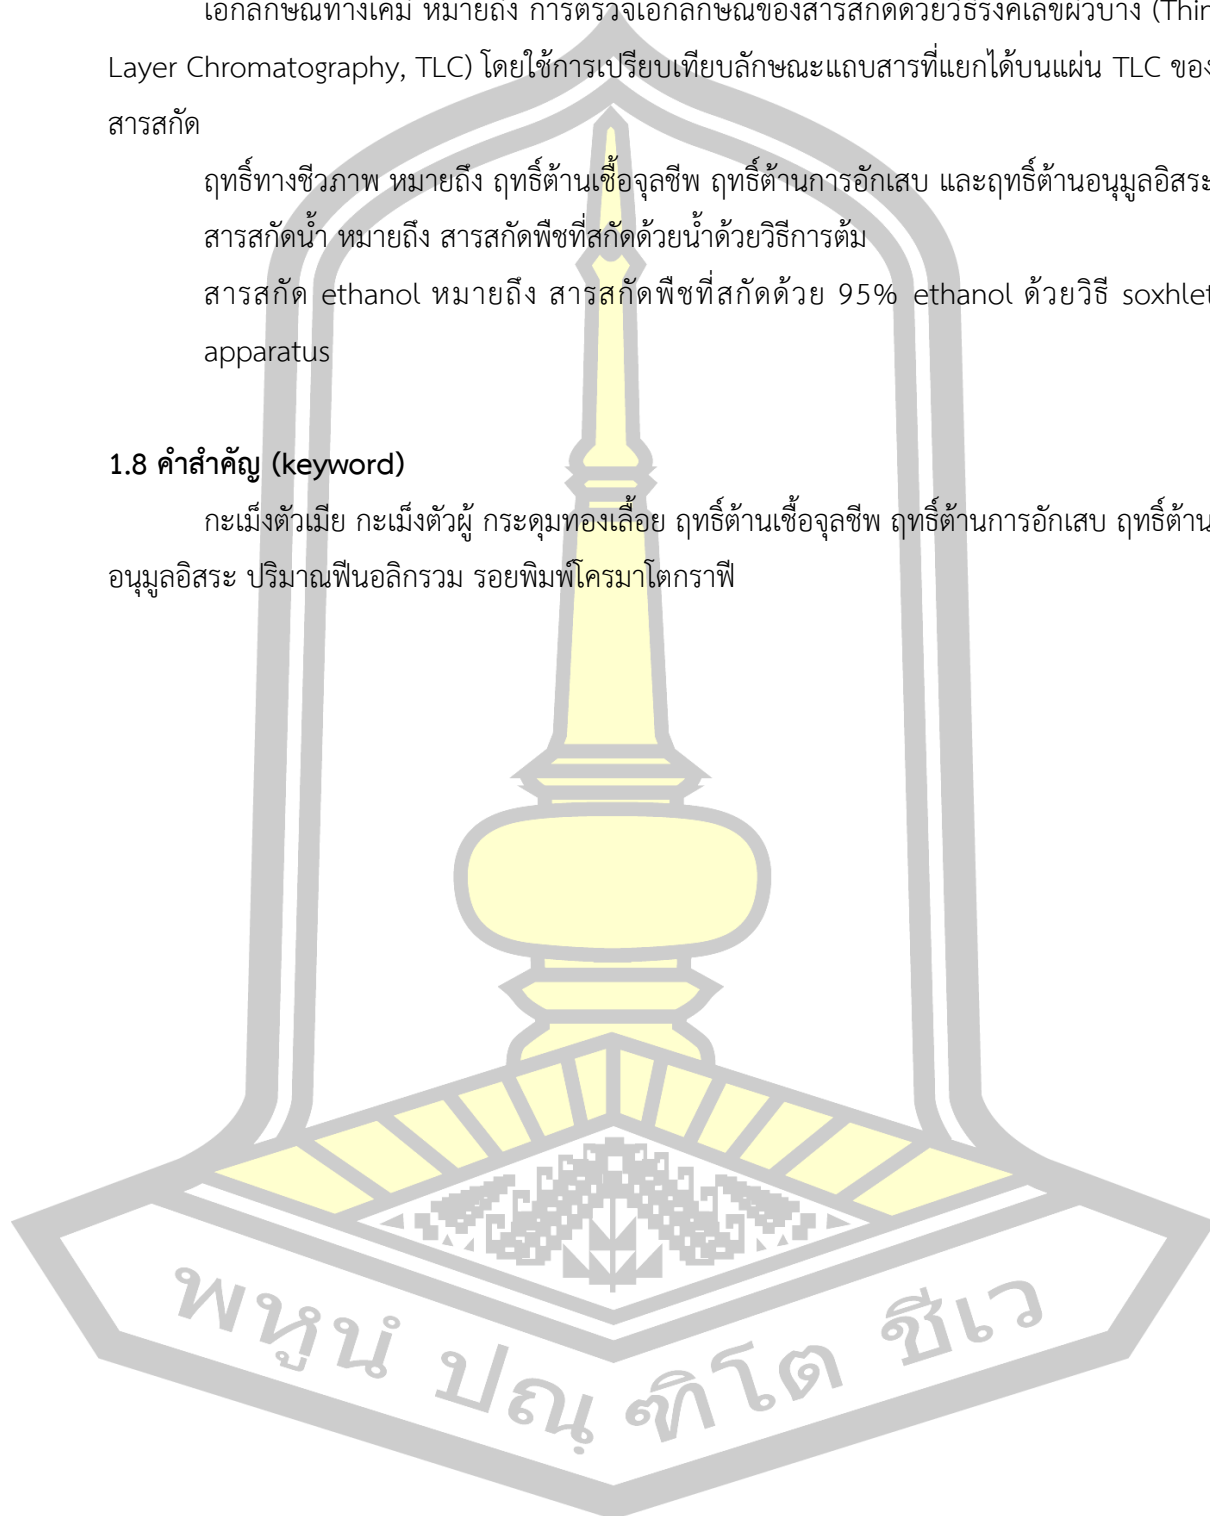 เอกลักษณ์ทางเคมี หมายถึง การตรวจเอกลักษณ์ของสารสกัดด้วยวิธีรงคเลขผิวบาง (Thin
Layer Chromatography, TLC) โดยใช้การเปรียบเทียบลักษณะแถบสารที่แยกได้บนแผ่น TLC ของ
สารสกัด
ฤทธิ์ทางชีวภาพ หมายถึง ฤทธิ์ต้านเชื้อจุลชีพ ฤทธิ์ต้านการอักเสบ และฤทธิ์ต้านอนุมูลอิสระ
สารสกัดน้ำ หมายถึง สารสกัดพืชที่สกัดด้วยน้ำด้วยวิธีการต้ม
สารสกัด ethanol หมายถึง สารสกัดพืชที่สกัดด้วย 95% ethanol ด้วยวิธี soxhlet
apparatus
1.8 คำสำคัญ (keyword)
กะเม็งตัวเมีย กะเม็งตัวผู้ กระดุมทองเลื้อย ฤทธิ์ต้านเชื้อจุลชีพ ฤทธิ์ต้านการอักเสบ ฤทธิ์ต้าน
อนุมูลอิสระ ปริมาณฟีนอลิกรวม รอยพิมพ์โครมาโตกราฟี
พหูนํ ปณฺ ฑิโต ชีเว